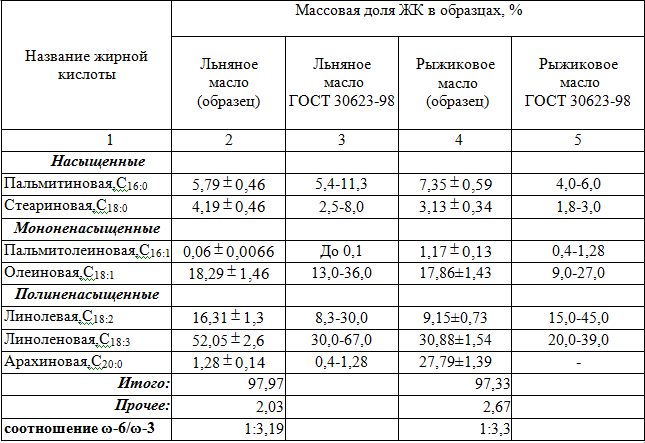 Название жирной кислоты
Массовая доля ЖК в образцах, %
Льняное масло (образец)
Льняное масло ГОСТ 30623-98
Рыжиковое масло (образец)
Рыжиковое масло ГОСТ 30623-98
1 2 3 4 5
Насыщенные
Пальмитиновая,С16:0 5,79 ± 0,46 5,4-11,3 7,35 ± 0,59 4,0-6,0
Стеариновая,С18:0 4,19 ± 0,46 2,5-8,0 3,13 ± 0,34 1,8-3,0
Мононенасыщенные
Пальмитолеиновая,С16:1 0,06 ± 0,0066 До 0,1 1,17 ± 0,13 0,4-1,28
Олеиновая,С18:1 18,29 ± 1,46 13,0-36,0 17,86±1,43 9,0-27,0
Полиненасыщенные
Линолевая,С18:2 16,31 ± 1,3 8,3-30,0 9,15±0,73 15,0-45,0
Линоленовая,С18:3 52,05 ± 2,6 30,0-67,0 30,88±1,54 20,0-39,0
Арахиновая,С20:0 1,28 ± 0,14 0,4-1,28 27,79±1,39 -
Итого: 97,97 97,33
Прочее: 2,03 2,67
соотношение ω-6/ω-3 1:3,19 1:3,3